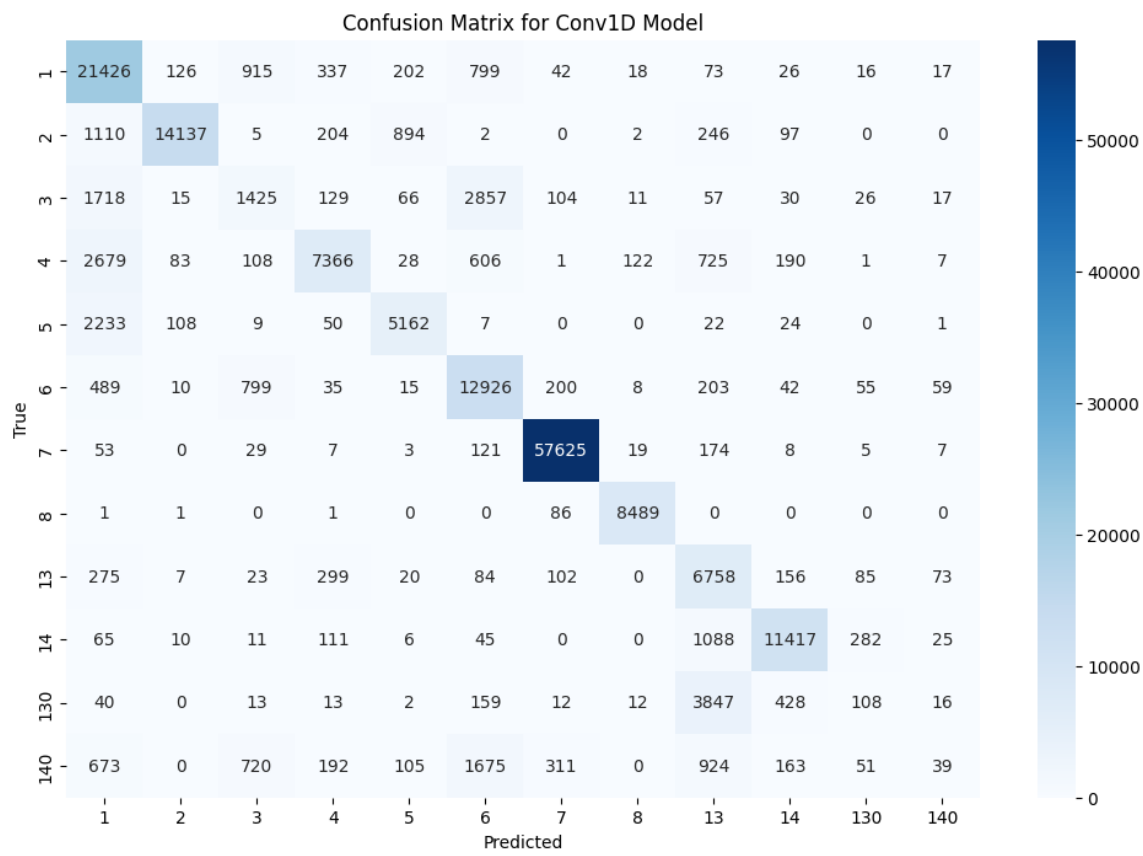 Confusion Matrix for Conv1D Model
1 21426 126 915 337 202 799 42 18 73 26 16 17
2 1110 14137 5 204 894 2 0 2 246 97 0 0
3 1718 15 1425 129 66 2857 104 11 57 30 26 17
4 2679 83 108 7366 28 606 1 122 725 190 1 7
5 2233 108 9 50 5162 7 0 0 22 24 0 1
6 489 10 799 35 15 12926 200 8 203 42 55 59
7 53 0 29 7 3 121 57625 19 174 8 5 7
8 1 1 0 1 0 0 86 8489 0 0 0 0
13 275 7 23 299 20 84 102 0 6758 156 85 73
14 65 10 11 111 6 45 0 0 1088 11417 282 25
130 40 0 13 13 2 159 12 12 3847 428 108 16
140 673 0 720 192 105 1675 311 0 924 163 51 39
1 2 3 4 5 6 7 8 13 14 130 140
Predicted
True
50000
40000
30000
20000
10000
0